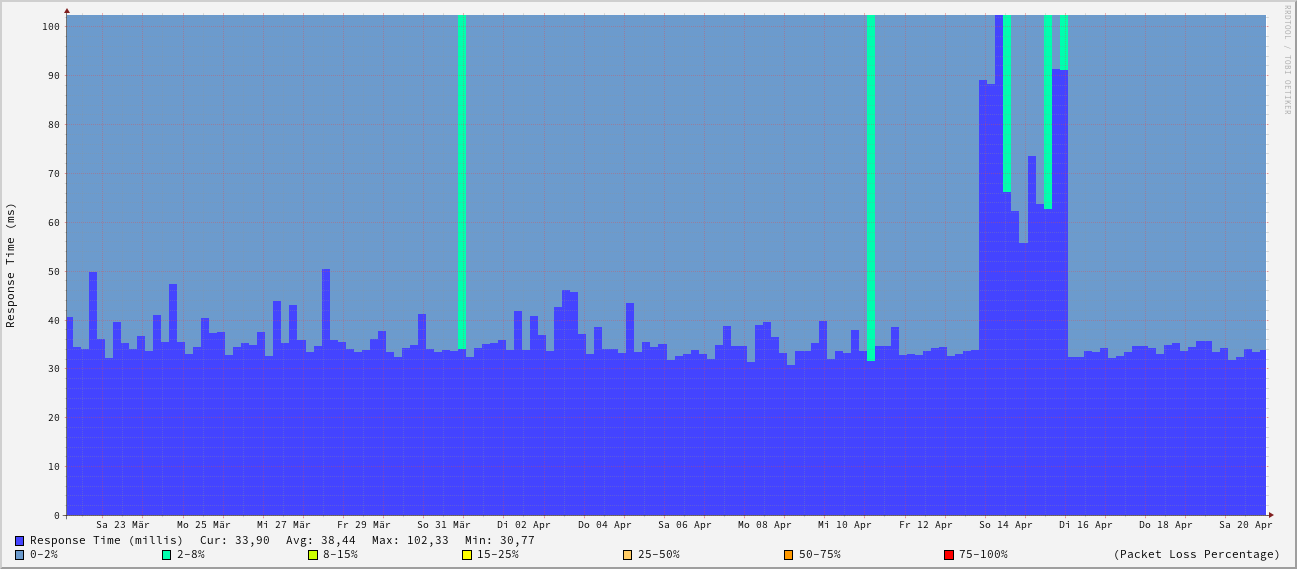 RRDTOOL / TOBI OETIKER
Response Time (ms)
100
90
80
70
60
50
40
30
20
10
0
Sa 23 Mär Mo 25 Mär Mi 27 Mär Fr 29 Mär So 31 Mär Di 02 Apr Do 04 Apr Sa 06 Apr Mo 08 Apr Mi 10 Apr Fr 12 Apr So 14 Apr Di 16 Apr Do 18 Apr Sa 20 Apr
Response Time (millis) Cur: 33,90 Avg: 38,44 Max: 102,33 Min: 30,77
0-2% 2-8% 8-15% 15-25% 25-50% 50-75% 75-100% (Packet Loss Percentage)